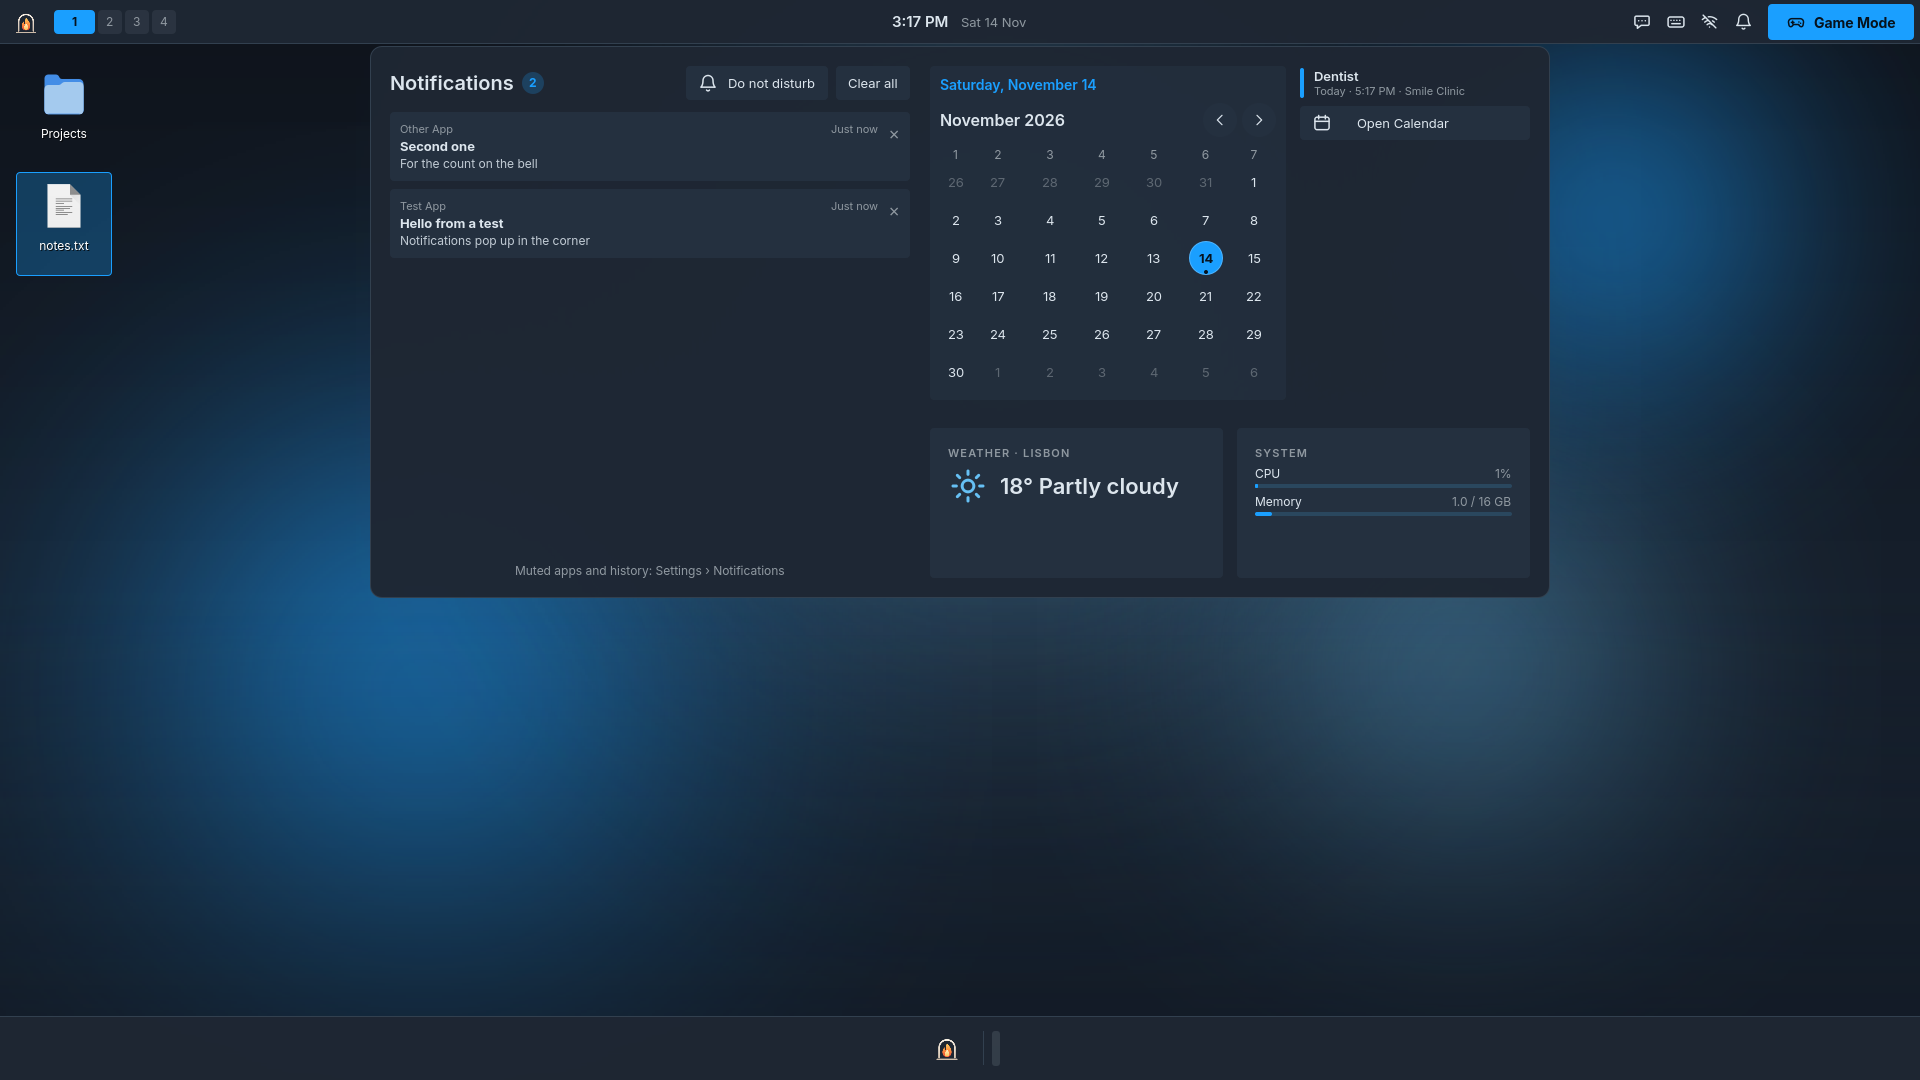 1 2 3 4
3:17 PM Sat 14 Nov
Game Mode
Projects
notes.txt
Notifications 2
Do not disturb
Clear all
Other App
Just now
Second one
For the count on the bell
Test App
Just now
Hello from a test
Notifications pop up in the corner
Muted apps and history: Settings › Notifications
Saturday, November 14
November 2026
1 2 3 4 5 6 7
26 27 28 29 30 31 1
2 3 4 5 6 7 8
9 10 11 12 13 14 15
16 17 18 19 20 21 22
23 24 25 26 27 28 29
30 1 2 3 4 5 6
Dentist
Today · 5:17 PM · Smile Clinic
Open Calendar
WEATHER · LISBON
18° Partly cloudy
SYSTEM
CPU 1%
Memory 1.0 / 16 GB